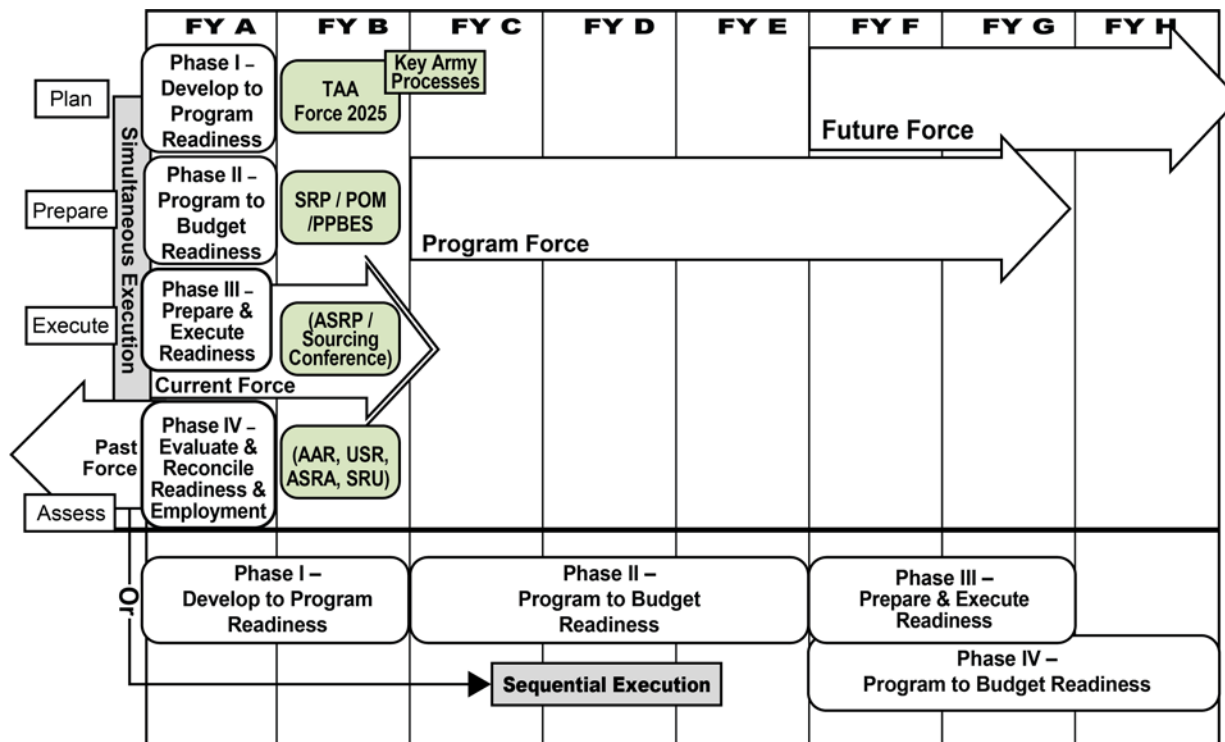 FY A FY B FY C FY D FY E FY F FY G FY H
Plan
Phase I –
Develop to
Program
Readiness
TAA
Force 2025
Key Army
Processes
Future Force
Simultaneous Execution
Prepare
Phase II –
Program to
Budget
Readiness
SRP / POM
/PPBES
Program Force
Execute
Phase III –
Prepare &
Execute
Readiness
(ASRP /
Sourcing
Conference)
Current Force
Past
Force
Phase IV –
Evaluate &
Reconcile
Readiness &
Employment
(AAR, USR,
ASRA, SRU)
Assess
Or
Phase I –
Develop to Program
Readiness
Phase II –
Program to Budget
Readiness
Phase III –
Prepare & Execute
Readiness
Phase IV –
Program to Budget Readiness
Sequential Execution